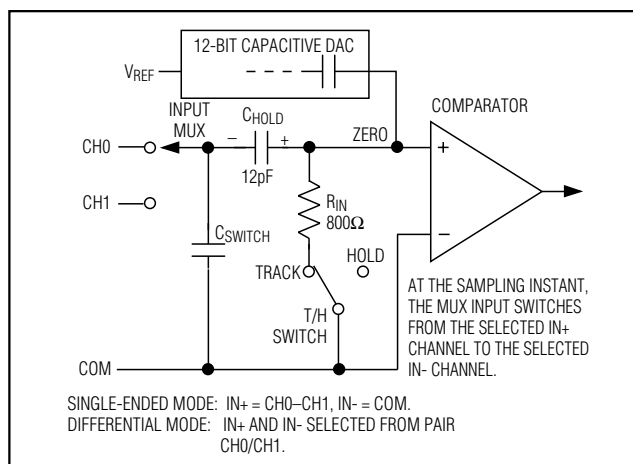 12-BIT CAPACITIVE DAC
VREF
COMPARATOR
INPUT
MUX
CHOLD
– +
12pF
ZERO
CH0
+
CH1
RIN
800Ω
–
CSWITCH
TRACK
HOLD
T/H
SWITCH
AT THE SAMPLING INSTANT,
THE MUX INPUT SWITCHES
FROM THE SELECTED IN+
CHANNEL TO THE SELECTED
IN- CHANNEL.
COM
SINGLE-ENDED MODE: IN+ = CH0–CH1, IN- = COM.
DIFFERENTIAL MODE: IN+ AND IN- SELECTED FROM PAIR
CH0/CH1.